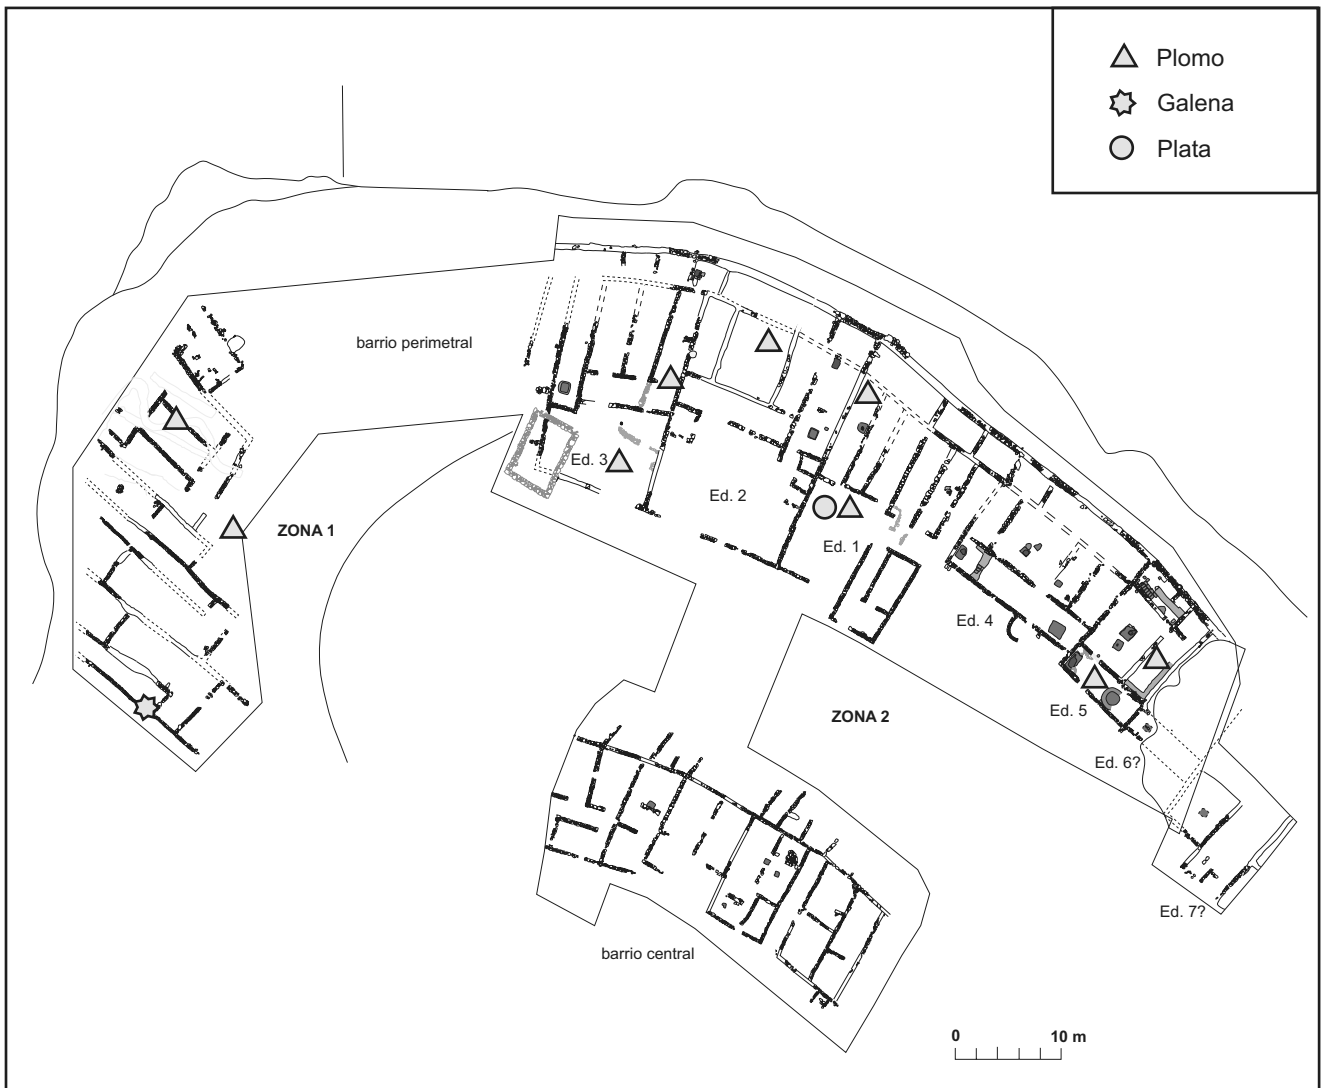 Plomo
Galena
Plata
barrio perimetral
Ed. 3
Ed. 2
ZONA 1
Ed. 1
Ed. 4
Ed. 5
ZONA 2
Ed. 6?
Ed. 7?
barrio central
0 10 m